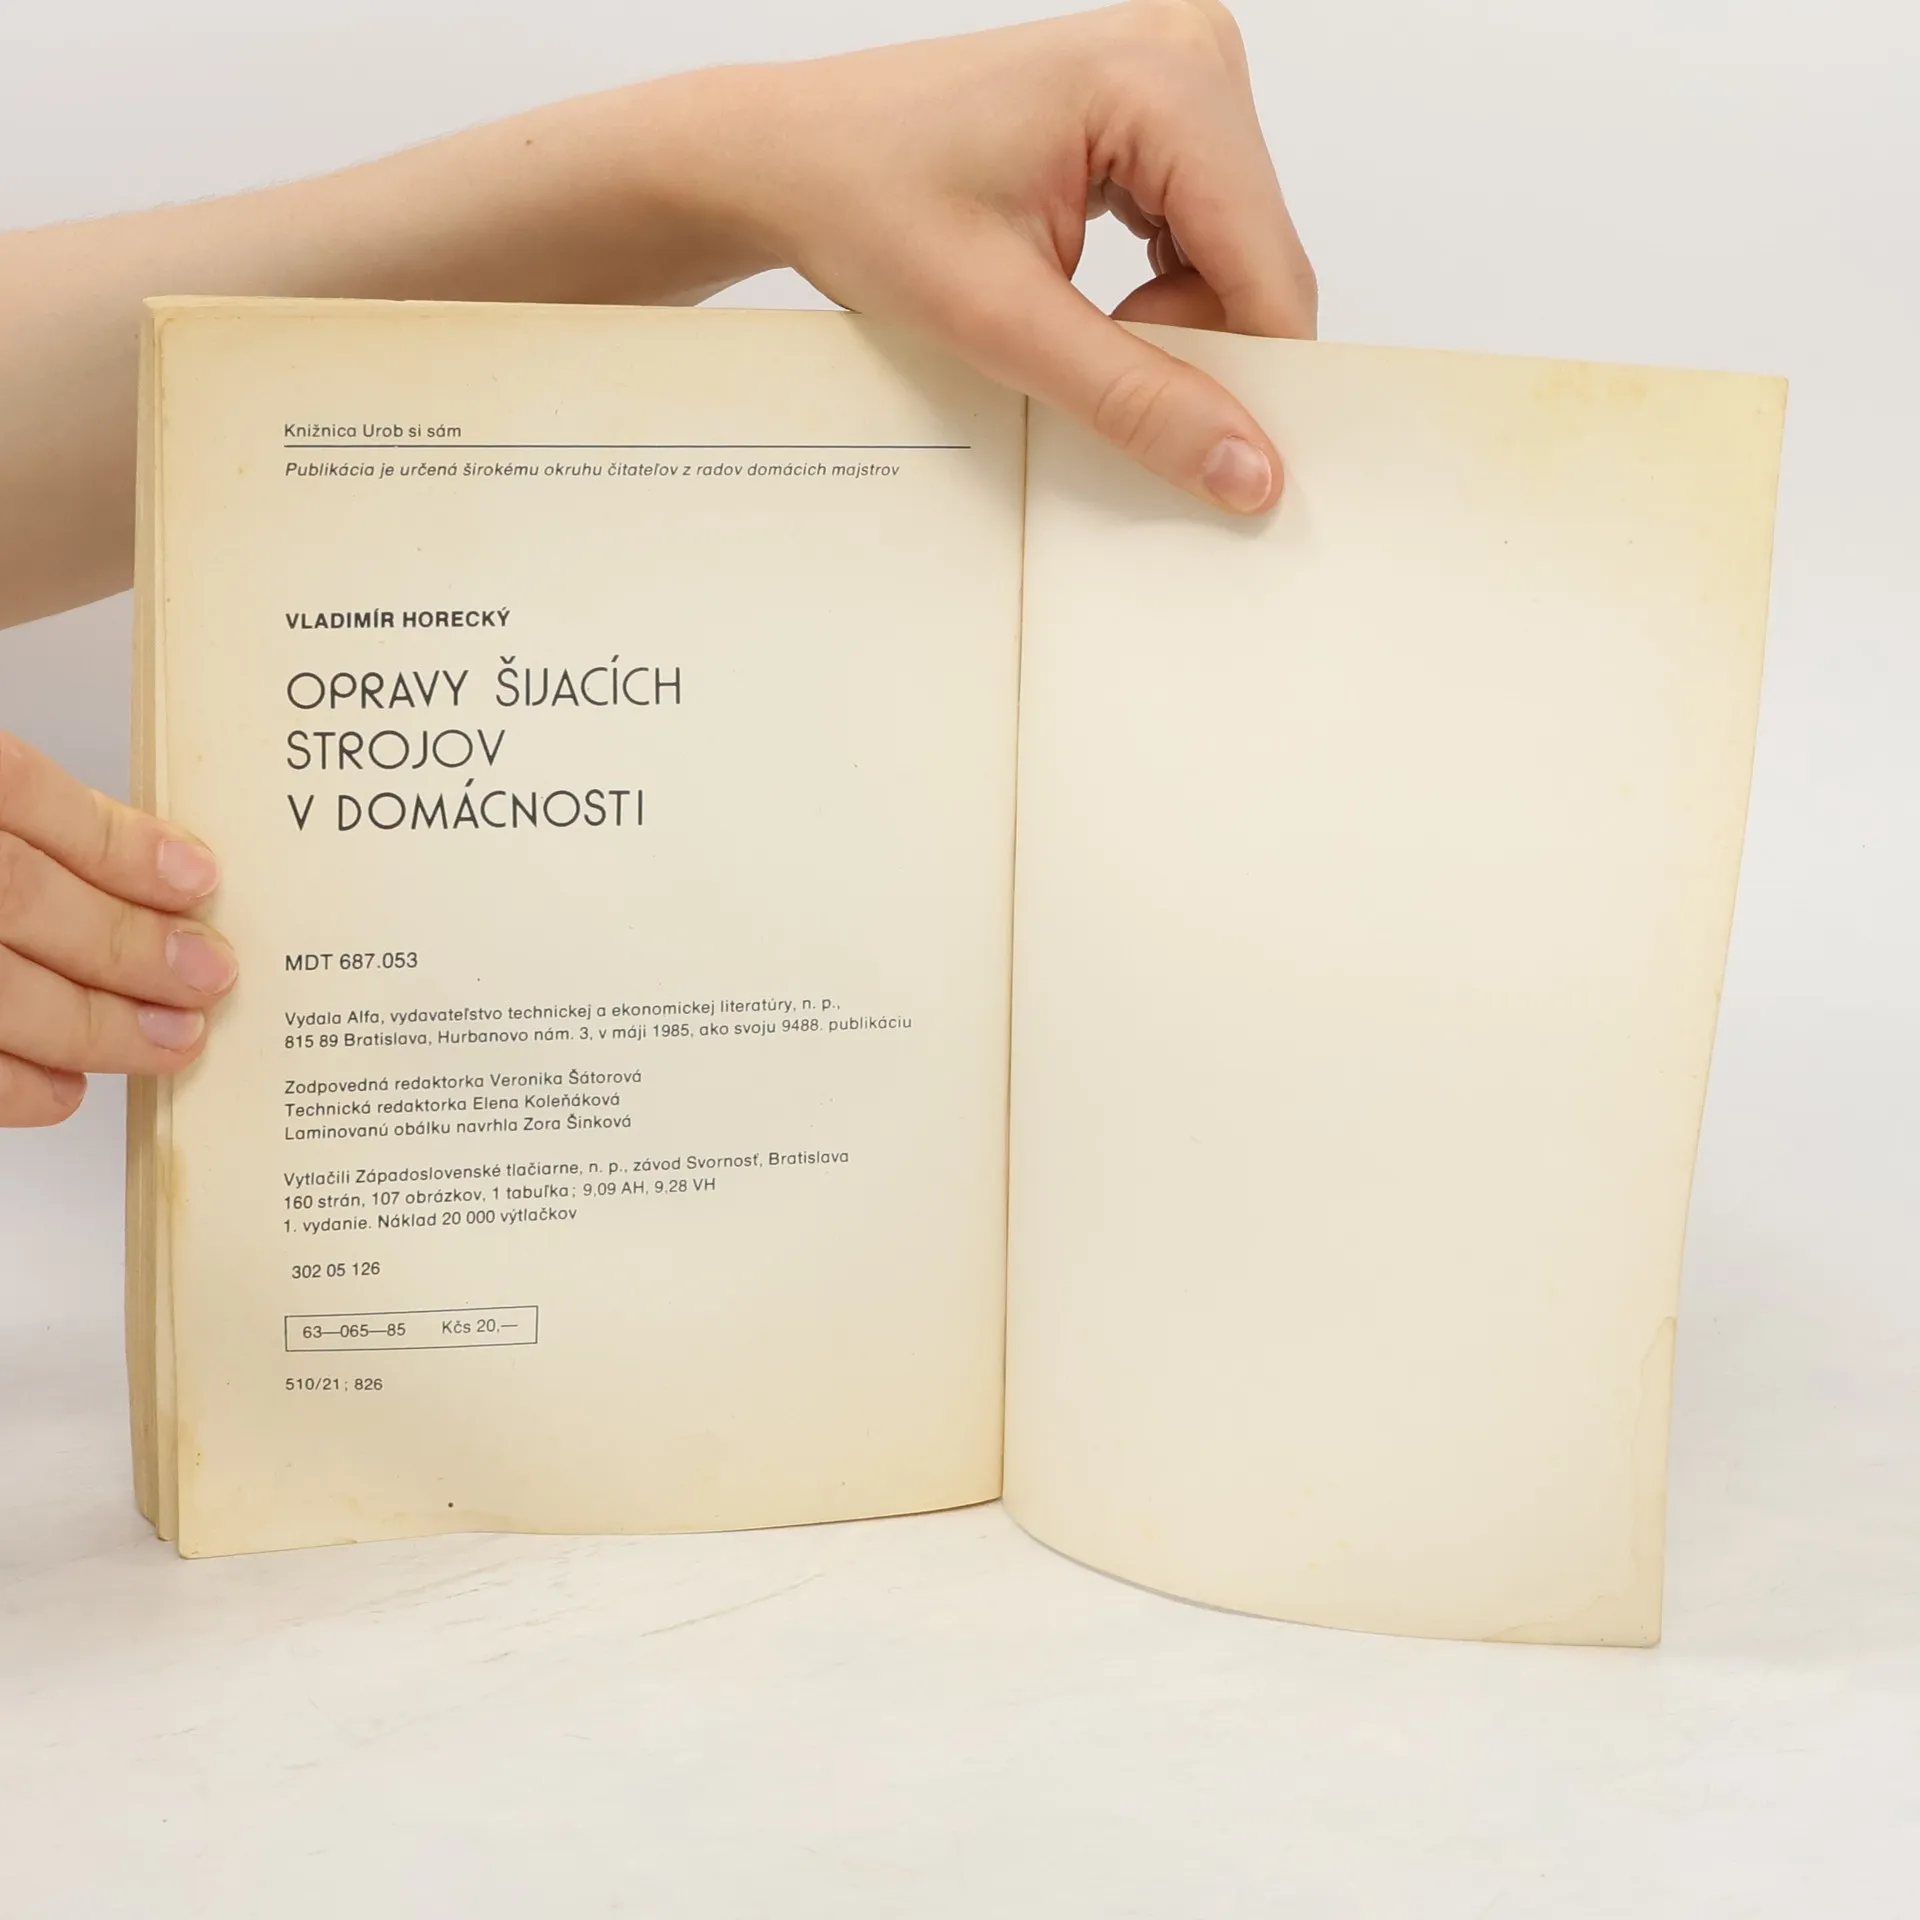 Knižnica Urob si sám
Publikácia je určená širokému okruhu čitateľov z radov domácich majstrov
VLADIMÍR HORECKÝ
OPRAVY ŠIJACÍCH
STROJOV
V DOMÁCNOSTI
MDT 687.053
Vydala Alfa, vydavateľstvo technickej a ekonomickej literatúry, n. p.,
815 89 Bratislava, Hurbanovo nám. 3, v máji 1985, ako svoju 9488. publikáciu
Zodpovedná redaktorka Veronika Šátorová
Technická redaktorka Elena Koleňáková
Laminovanú obálku navrhla Zora Šinková
Vytlačili Západoslovenské tlačiarne, n. p., závod Svornosť, Bratislava
160 strán, 107 obrázkov, 1 tabuľka; 9,09 AH, 9,28 VH
1. vydanie. Náklad 20 000 výtlačkov
302 05 126
63—065—85 Kčs 20,—
510/21; 826